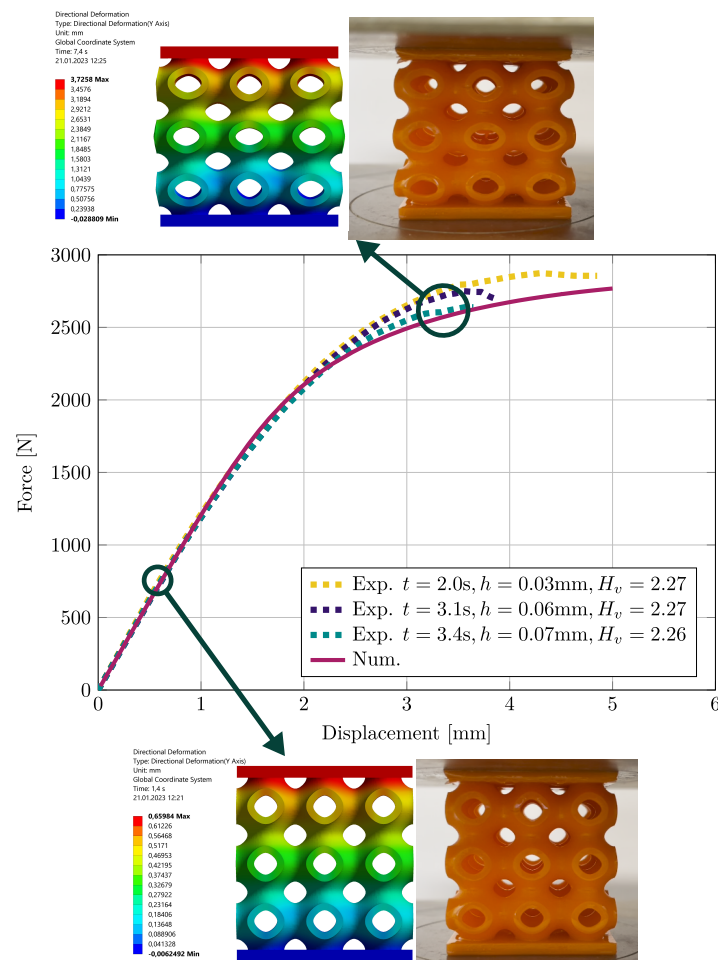 Directional Deformation
Type: Directional Deformation(Y Axis)
Unit: mm
Global Coordinate System
Time: 7,4 s
21.01.2023 12:25
3,7258 Max
3,4576
3,1894
2,9212
2,6531
2,3849
2,1167
1,8485
1,5803
1,3121
1,0439
0,77575
0,50756
0,23938
-0,028809 Min
3000
2500
2000
1500
1000
500
0
Force [N]
Exp. t = 2.0s, h = 0.03mm, Hv = 2.27
Exp. t = 3.1s, h = 0.06mm, Hv = 2.27
Exp. t = 3.4s, h = 0.07mm, Hv = 2.26
Num.
0 1 2 3 4 5 6
Displacement [mm]
Directional Deformation
Type: Directional Deformation(Y Axis)
Unit: mm
Global Coordinate System
Time: 1,4 s
21.01.2023 12:21
0,65984 Max
0,61226
0,56468
0,5171
0,46953
0,42195
0,37437
0,32679
0,27922
0,23164
0,18406
0,13648
0,088906
0,041328
-0,0062492 Min